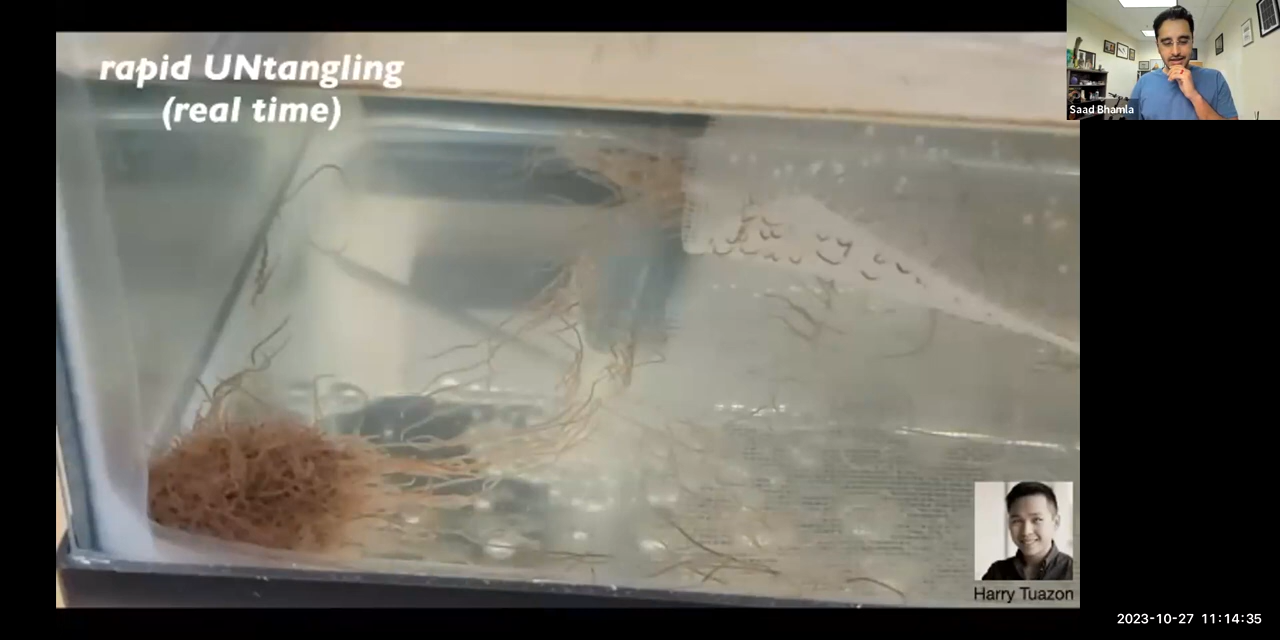 rapid UNtangling
(real time)
Saad Bhamla
Harry Tuazon
2023-10-27 11:14:35